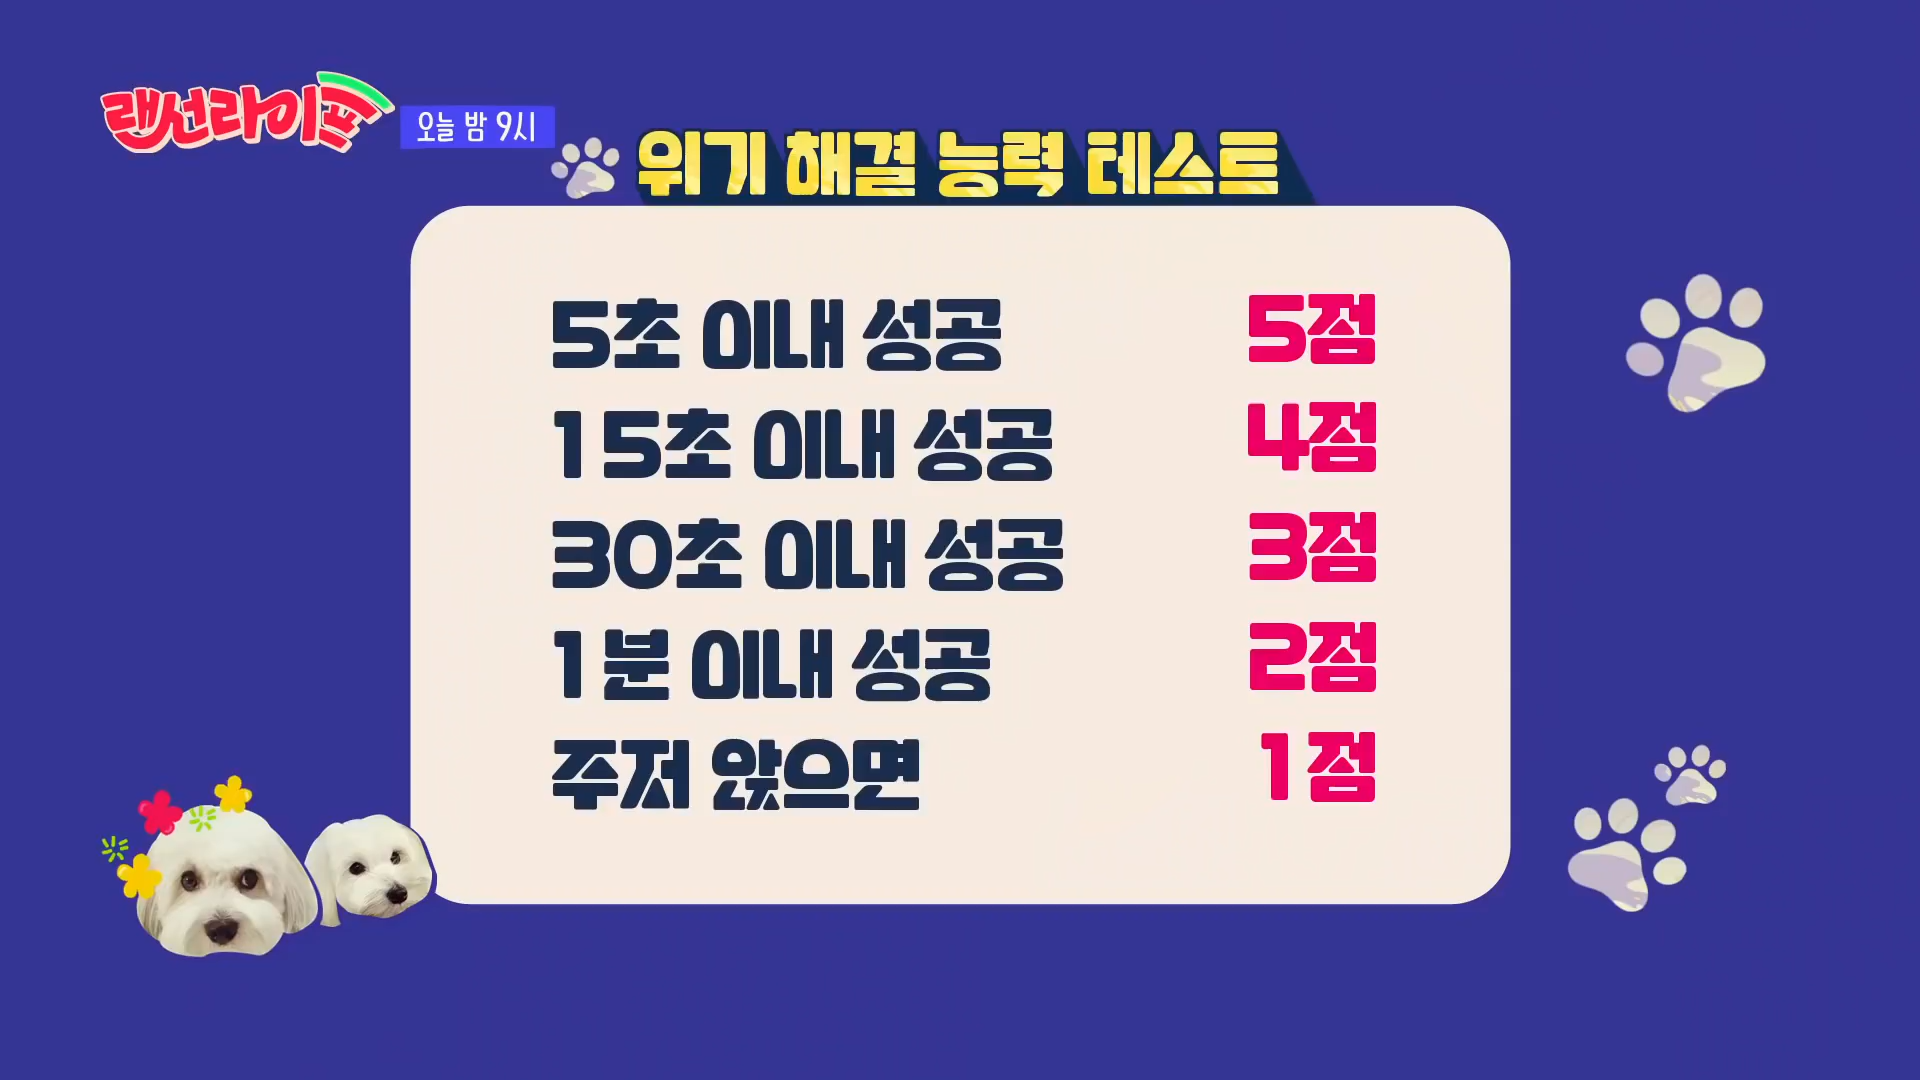 랜선라이프
오늘 밤 9시
위기 해결 능력 테스트
5초 이내 성공 5점
15초 이내 성공 4점
30초 이내 성공 3점
1분 이내 성공 2점
주저 앉으면 1점